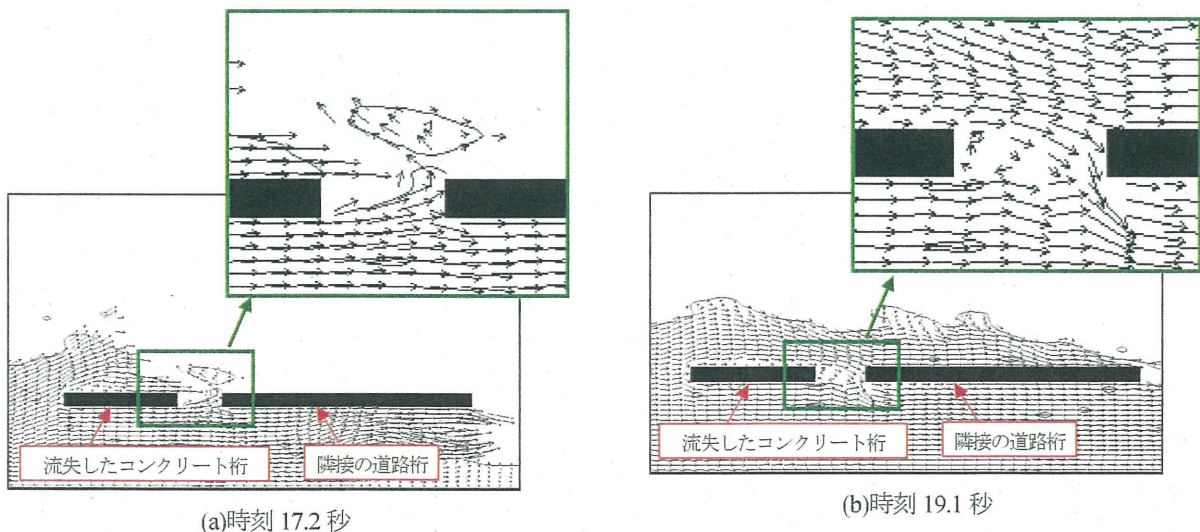 流失したコンクリート桁
隣接の道路桁
(a)時刻 17.2 秒
流失したコンクリート桁
隣接の道路桁
(b)時刻 19.1 秒